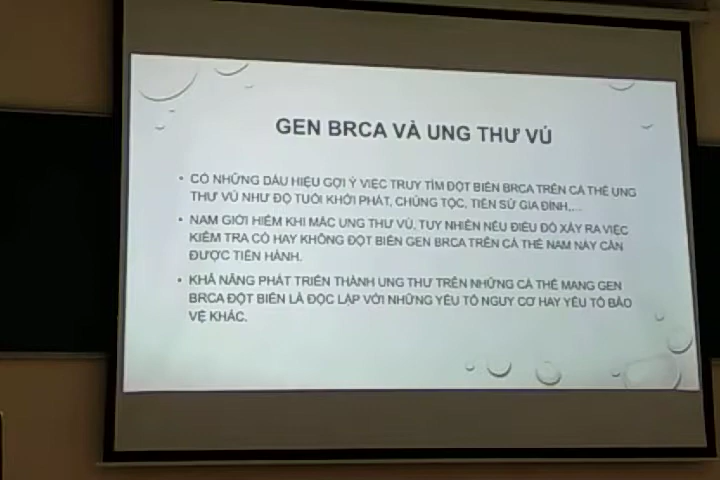 GEN BRCA VÀ UNG THƯ VÚ
• CÓ NHỮNG DẤU HIỆU GỢI Ý VIỆC TRUY TÌM ĐỘT BIẾN BRCA TRÊN CÁ THỂ UNG
THƯ VÚ NHƯ ĐỘ TUỔI KHỞI PHÁT, CHỦNG TỘC, TIỀN SỬ GIA ĐÌNH,...
• NAM GIỚI HIẾM KHI MẮC UNG THƯ VÚ, TUY NHIÊN NẾU ĐIỀU ĐÓ XẢY RA VIỆC
KIỂM TRA CÓ HAY KHÔNG ĐỘT BIẾN GEN BRCA TRÊN CÁ THỂ NAM NÀY CẦN
ĐƯỢC TIẾN HÀNH.
• KHẢ NĂNG PHÁT TRIỂN THÀNH UNG THƯ TRÊN NHỮNG CÁ THỂ MANG GEN
BRCA ĐỘT BIẾN LÀ ĐỘC LẬP VỚI NHỮNG YẾU TỐ NGUY CƠ HAY YẾU TỐ BẢO
VỆ KHÁC.